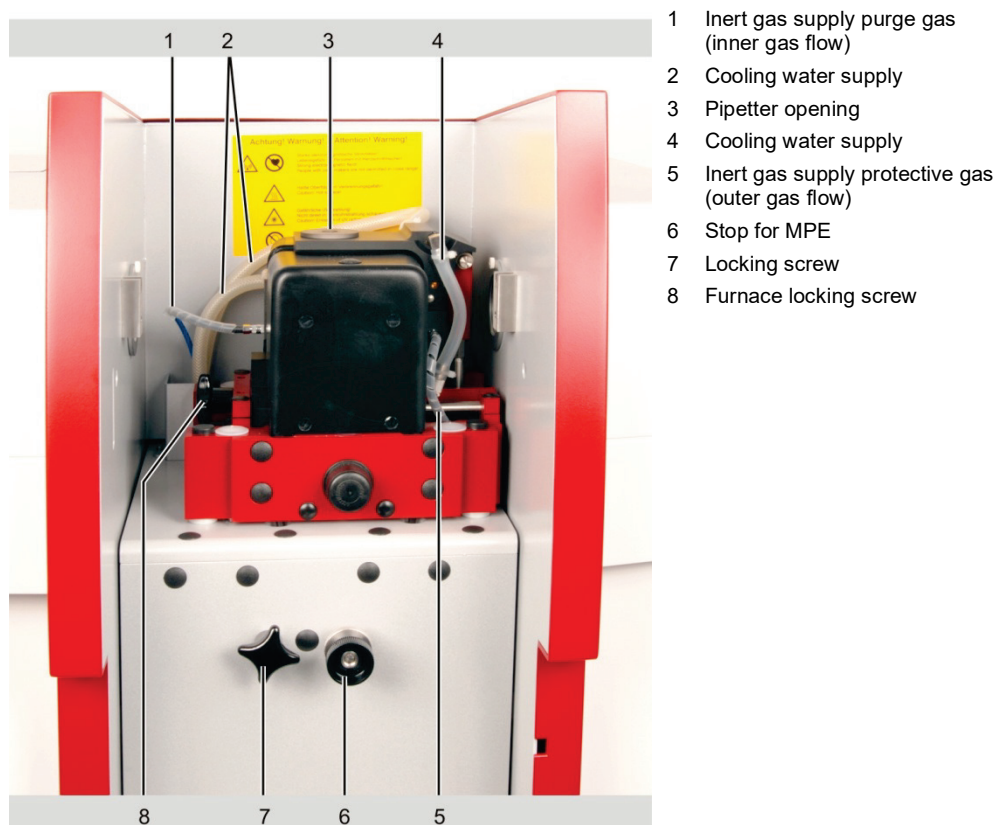 1 2 3 4
1 Inert gas supply purge gas
(inner gas flow)
2 Cooling water supply
3 Pipetter opening
4 Cooling water supply
5 Inert gas supply protective gas
(outer gas flow)
6 Stop for MPE
7 Locking screw
8 Furnace locking screw
Achtung! Warnung! Attention! Warning!
8 7 6 5